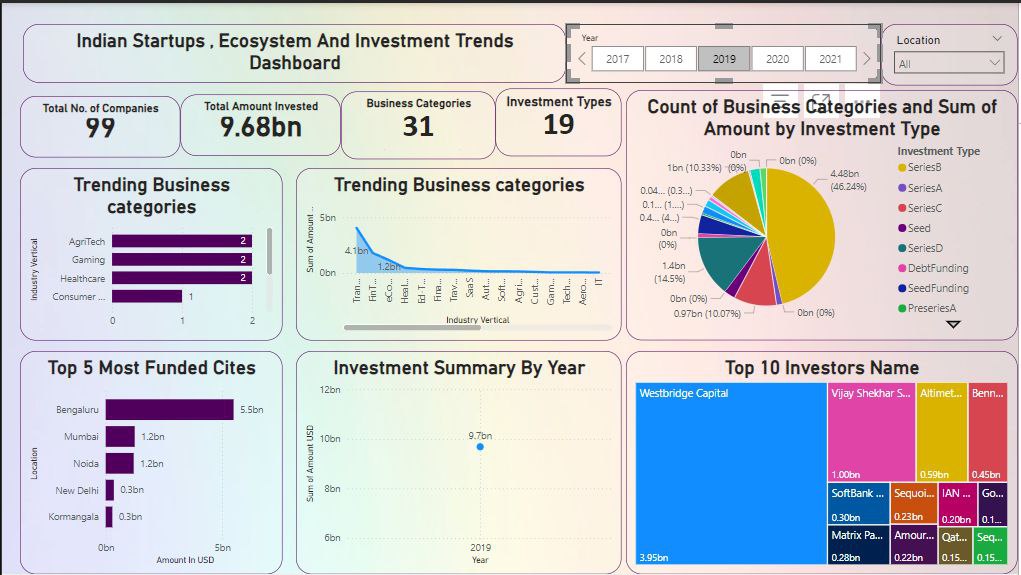 Indian Startups , Ecosystem And Investment Trends
Dashboard
Year
2017
2018
2019
2020
2021
Location
All
Total No. of Companies
99
Total Amount Invested
9.68bn
Business Categories
31
Investment Types
19
Trending Business
categories
Industry Vertical
AgriTech
2
Gaming
2
Healthcare
2
Consumer ...
1
0
1
2
Trending Business categories
Sum of Amount ..
5bn
0bn
4.1bn
1.2bn
Tran...
FinT...
eCo...
Heal...
Ed-T...
Fina...
Trav...
SaaS
Aut...
Soft...
Agri...
Cust...
Gam...
Tech...
Aero...
IT
Industry Vertical
Count of Business Categories and Sum of
Amount by Investment Type
0bn
(0%)
0bn (0%)
1bn (10.33%)
4.48bn
(46.24%)
0.04... (0.3...)
0.1... (1....)
0.4... (4...)
0bn
(0%)
1.4bn
(14.5%)
0bn (0%)
0.97bn (10.07%)
0bn (0%)
Investment Type
SeriesB
SeriesA
SeriesC
Seed
SeriesD
DebtFunding
SeedFunding
PreseriesA
Top 5 Most Funded Cites
Location
Bengaluru
5.5bn
Mumbai
1.2bn
Noida
1.2bn
New Delhi
0.3bn
Kormangala
0.3bn
0bn
5bn
Amount In USD
Investment Summary By Year
Sum of Amount USD
12bn
10bn
8bn
6bn
9.7bn
2019
Year
Top 10 Investors Name
Westbridge Capital
3.95bn
Vijay Shekhar S...
1.00bn
Altimet...
0.59bn
Benn...
0.45bn
SoftBank ...
0.30bn
Sequoi...
0.23bn
IAN ...
0.20bn
Go...
0.1...
Matrix Pa...
0.28bn
Amour...
0.22bn
Qat...
0.15...
Seq...
0.15...